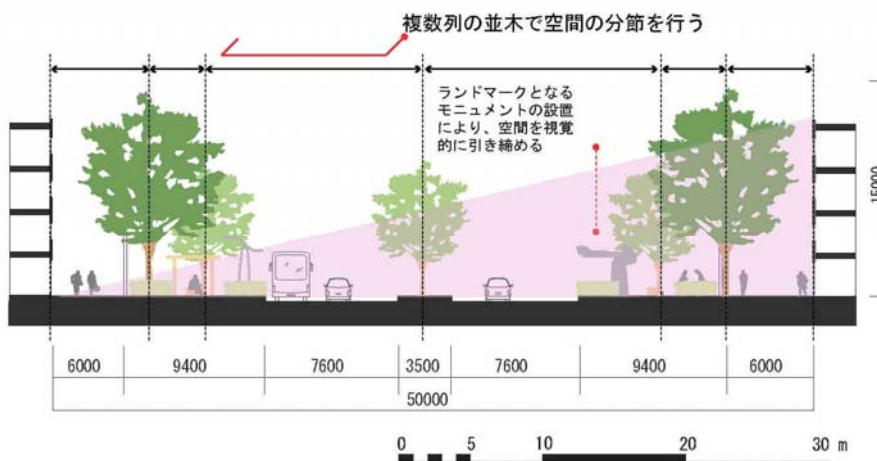 複数列の並木で空間の分節を行う
ランドマークとなる
モニュメントの設置
により、空間を視覚
的に引き締める
15000
6000 9400 7600 3500 7600 9400 6000
50000
0 5 10 20 30 m